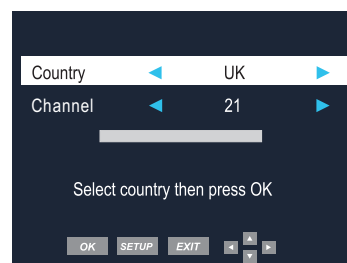 Country UK
Channel 21
Select country then press OK
OK SETUP EXIT